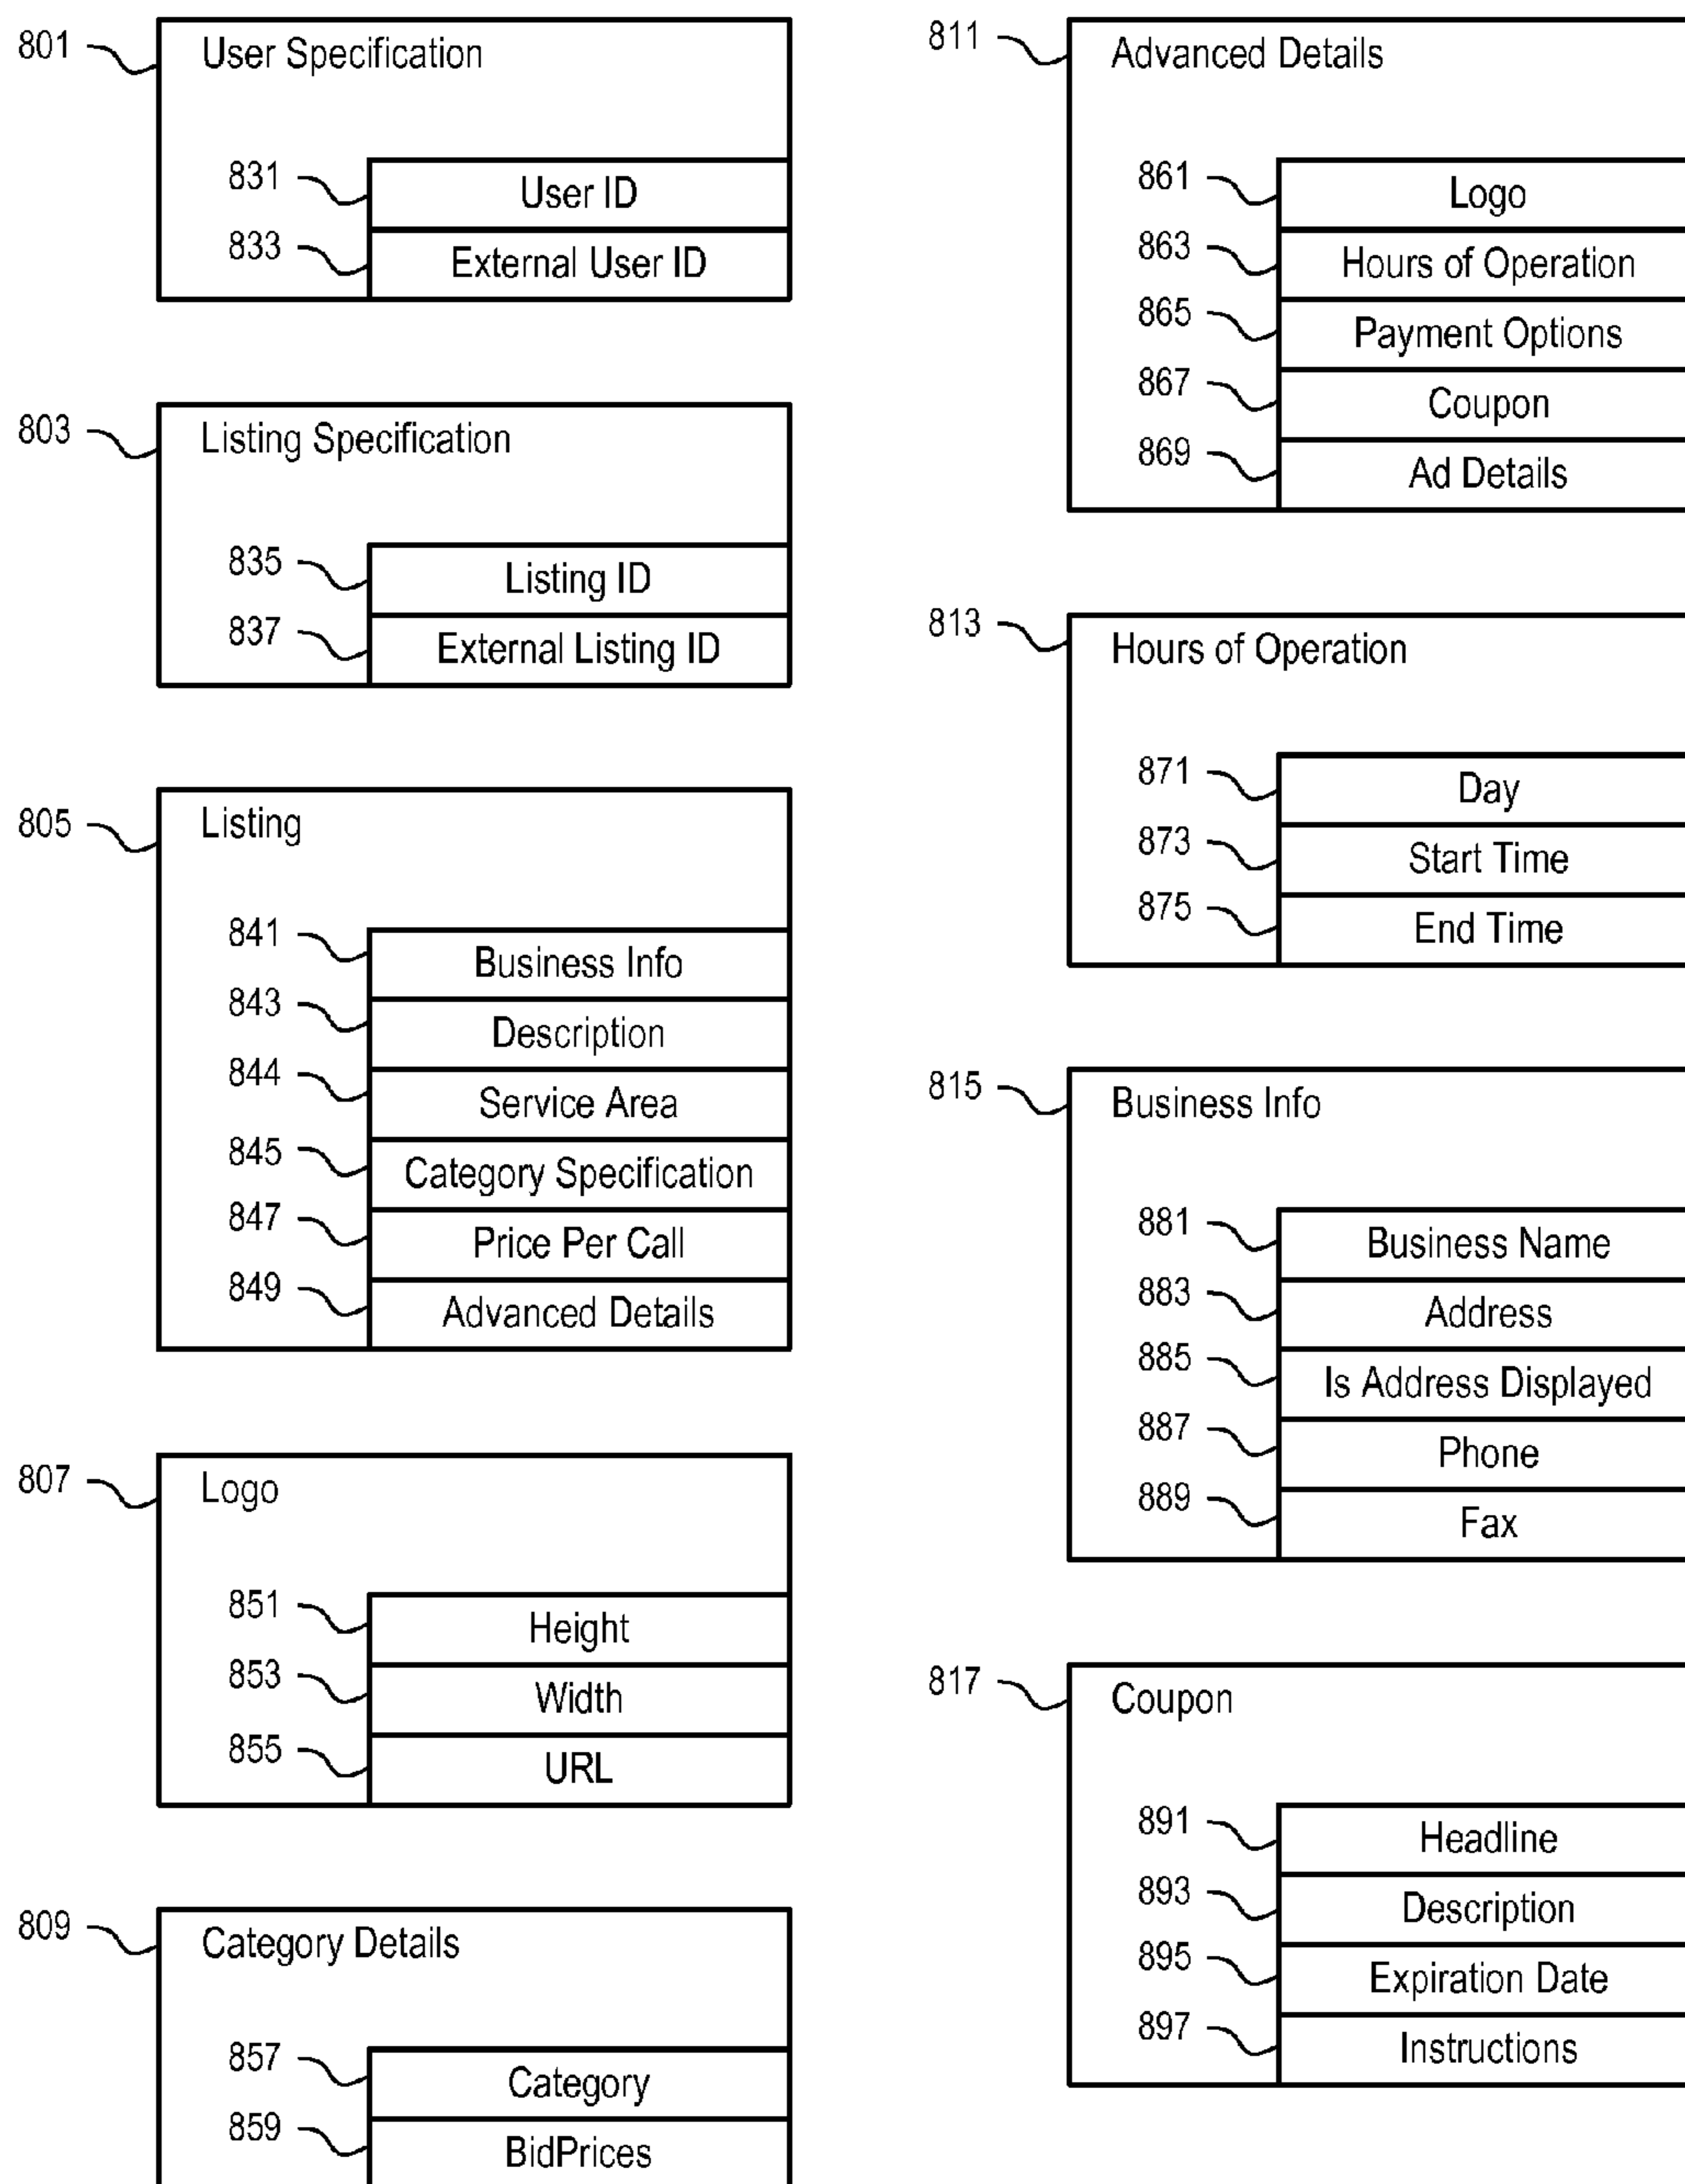 801 User Specification
831 User ID
833 External User ID
803 Listing Specification
835 Listing ID
837 External Listing ID
805 Listing
841 Business Info
843 Description
844 Service Area
845 Category Specification
847 Price Per Call
849 Advanced Details
807 Logo
851 Height
853 Width
855 URL
809 Category Details
857 Category
859 BidPrices
811 Advanced Details
861 Logo
863 Hours of Operation
865 Payment Options
867 Coupon
869 Ad Details
813 Hours of Operation
871 Day
873 Start Time
875 End Time
815 Business Info
881 Business Name
883 Address
885 Is Address Displayed
887 Phone
889 Fax
817 Coupon
891 Headline
893 Description
895 Expiration Date
897 Instructions